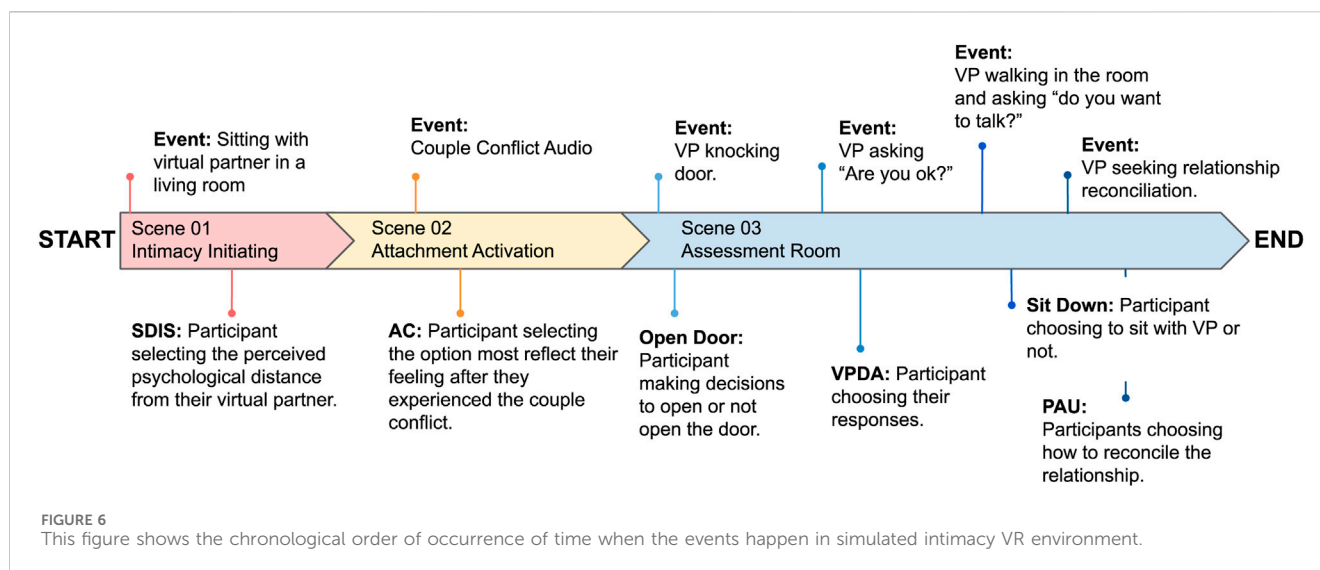 Event:
VP walking in the room
and asking “do you want
to talk?”
Event: Sitting with
virtual partner in a
living room
Event:
Couple Conflict Audio
Event:
VP knocking
door.
Event:
VP asking
“Are you ok?”
Event:
VP seeking relationship
reconciliation.
START
Scene 01
Intimacy Initiating
Scene 02
Attachment Activation
Scene 03
Assessment Room
END
SDIS: Participant
selecting the perceived
psychological distance
from their virtual partner.
AC: Participant selecting
the option most reflect their
feeling after they
experienced the couple
conflict.
Open Door:
Participant
making decisions
to open or not
open the door.
VPDA: Participant
choosing their
responses.
Sit Down: Participant
choosing to sit with VP or
not.
PAU:
Participants choosing
how to reconcile the
relationship.
FIGURE 6
This figure shows the chronological order of occurrence of time when the events happen in simulated intimacy VR environment.